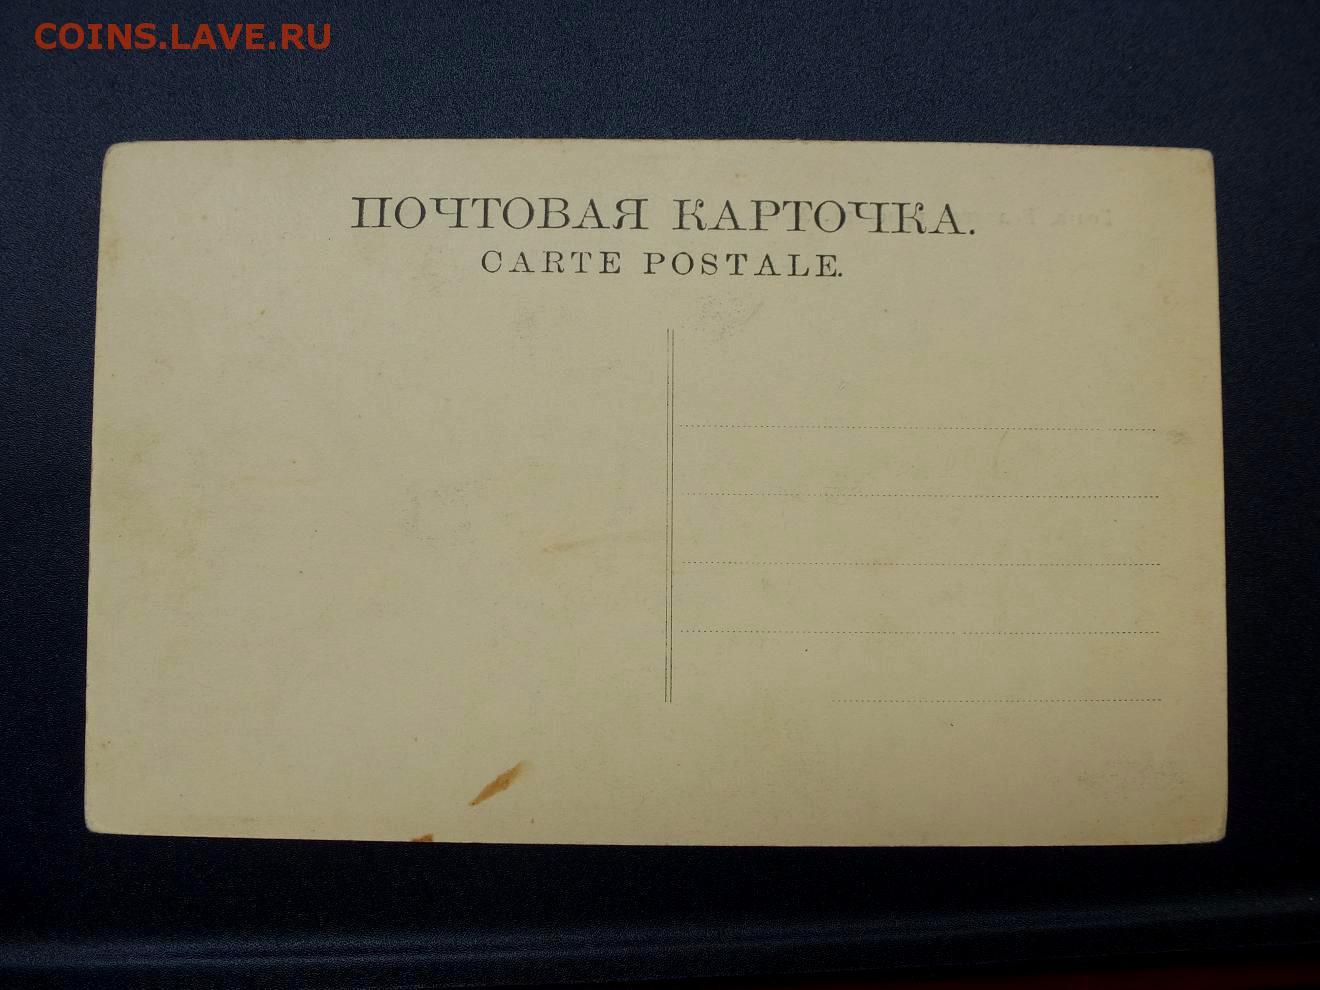 COINS.LAVE.RU
ПОЧТОВАЯ КАРТОЧКА.
CARTE POSTALE.